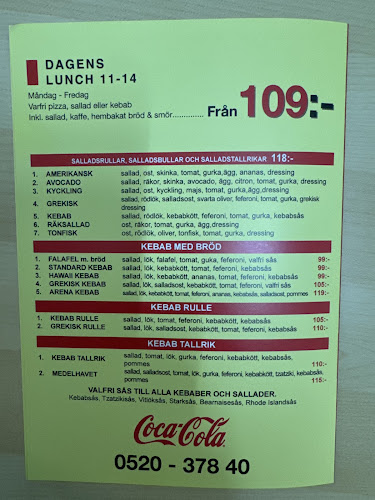 DAGENS
LUNCH 11-14
Måndag - Fredag
Varfri pizza, sallad eller kebab
Inkl. sallad, kaffe, hembakat bröd & smör.............. Från 109:-
SALLADSRULLAR, SALLADSBULLAR OCH SALLADSTALLRIKAR 118:-
1. AMERIKANSK sallad, ost, skinka, tomat, gurka,ägg, ananas, dressing
2. AVOCADO sallad, räkor, skinka, avocado, ägg, citron, tomat, gurka, dressing
3. KYCKLING sallad, ost, kyckling, majs, tomat, gurka,ägg,dressing
4. GREKISK sallad, rödlök, salladsost, svarta oliver, feferoni, tomat, gurka, grekisk
dressing
5. KEBAB sallad, rödlök, kebabkött, feferoni, tomat, gurka, kebabsås
6. RÄKSALLAD ost, räkor, tomat, gurka, ägg, dressing
7. TONFISK ost, rödlök, oliver, tonfisk, tomat, gurka, dressing
KEBAB MED BRÖD
1. FALAFEL m. bröd sallad, lök, falafel, tomat, guka, feferoni, valfri sås 99:-
2. STANDARD KEBAB sallad, lök, kebabkött, tomat, feferoni, kebabsås 99:-
3. HAWAII KEBAB sallad, lök, kebabkött, ananas, tomat, feferoni, kebabsås 99:-
4. GREKISK KEBAB sallad, lök, salladsost, kebabkött, tomat, feferoni, valfri sås 105:-
5. ARENA KEBAB sallad, lök, kebabkött, tomat, feferoni, ananas, kebabsås, salladsost, pommes 119:-
KEBAB RULLE
1. KEBAB RULLE sallad, lök, tomat, feferoni, kebabkött, kebabsås 105:-
2. GREKISK RULLE sallad, lök, salladsost, kebabkött, tomat, feferoni, kebabsås 110:-
KEBAB TALLRIK
1. KEBAB TALLRIK sallad, tomat, lök, gurka, feferoni, kebabkött, kebabsås,
pommes 110:-
2. MEDELHAVET sallad, salladsost, tomat, lök, gurka, feferoni, kebabkött, tzatziki, kebabsås,
pommes 115:-
VALFRI SÅS TILL ALLA KEBABER OCH SALLADER.
Kebabsås, Tzatzikisås, Vitlöksås, Starksås, Bearnaisesås, Rhode Islandsås
Coca-Cola
0520 - 378 40